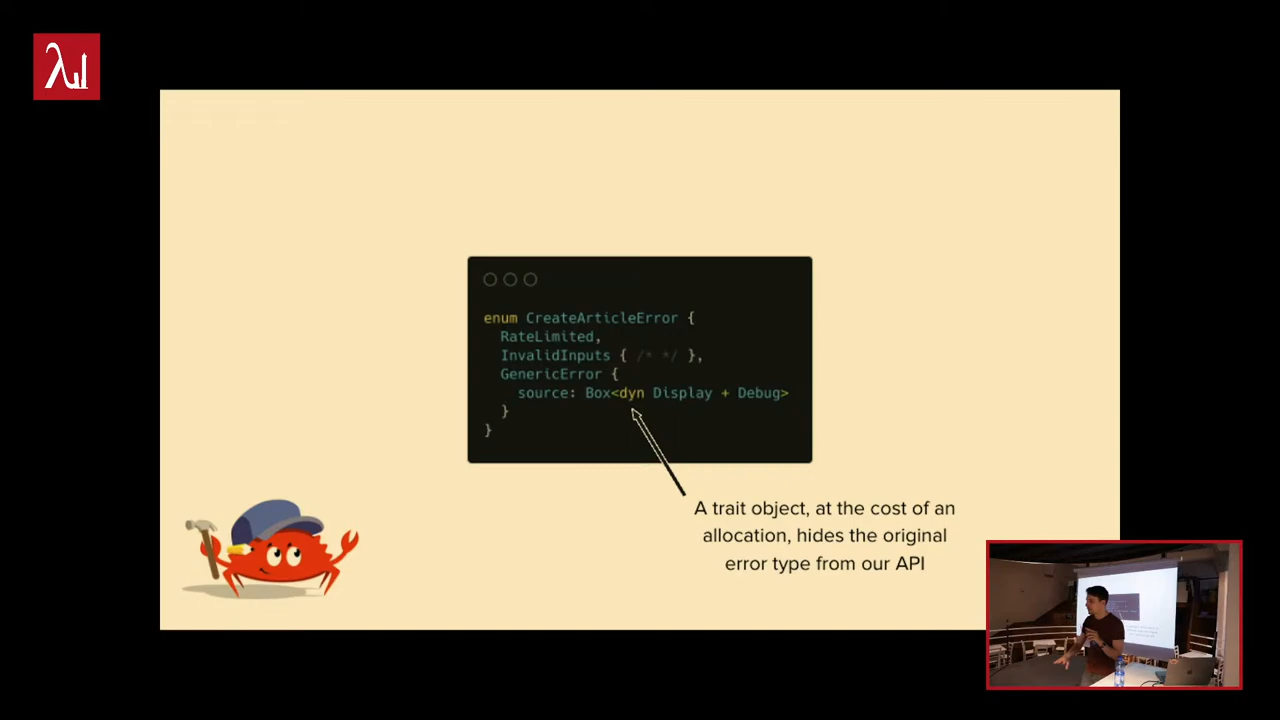 λ
enum CreateArticleError {
RateLimited,
InvalidInputs { /* */ },
GenericError {
source: Box<dyn Display + Debug>
}
}
A trait object, at the cost of an
allocation, hides the original
error type from our API